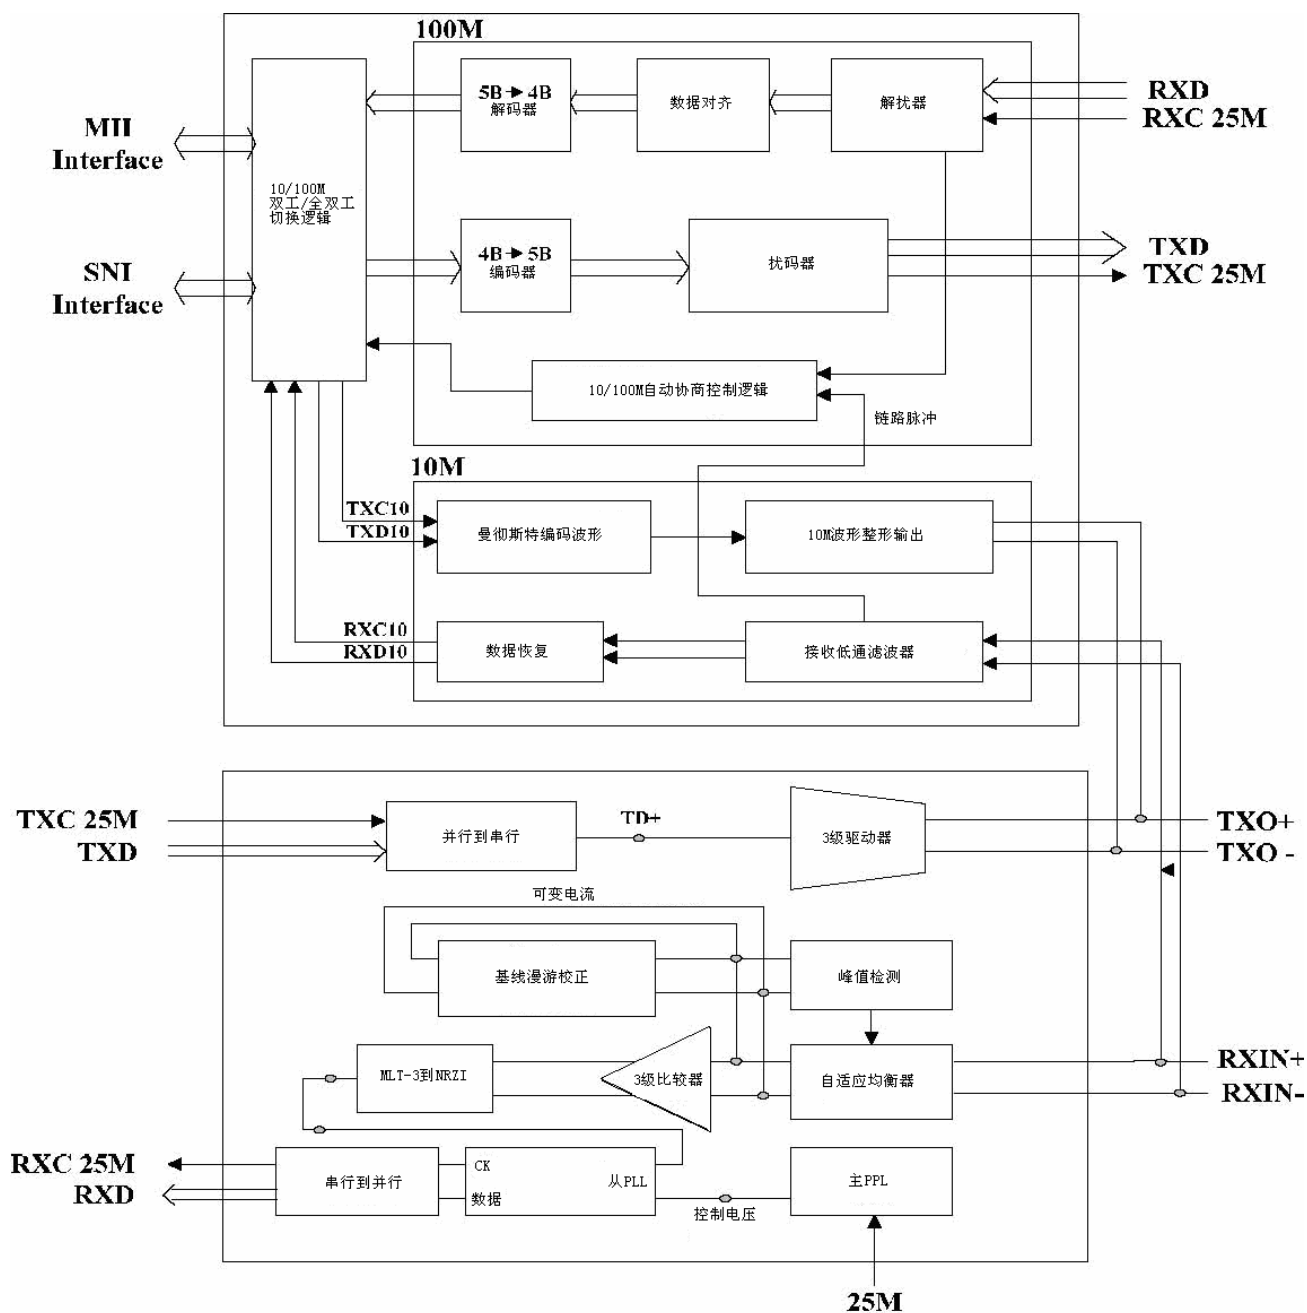 100M
MII
Interface
SNI
Interface
10/100M
双工/全双工
切换逻辑
5B→4B
解码器
数据对齐
解扰器
RXD
RXC 25M
4B→5B
编码器
扰码器
TXD
TXC 25M
10/100M自动协商控制逻辑
链路脉冲
10M
TXC10
TXD10
曼彻斯特编码波形
10M波形整形输出
RXC10
RXD10
数据恢复
接收低通滤波器
TXC 25M
TXD
并行到串行
TD+
3级驱动器
TXO+
TXO -
可变电流
基线漫游校正
峰值检测
MLT-3到NRZI
3级比较器
自适应均衡器
RXIN+
RXIN-
RXC 25M
RXD
串行到并行
CK
数据
从PLL
控制电压
主PPL
25M